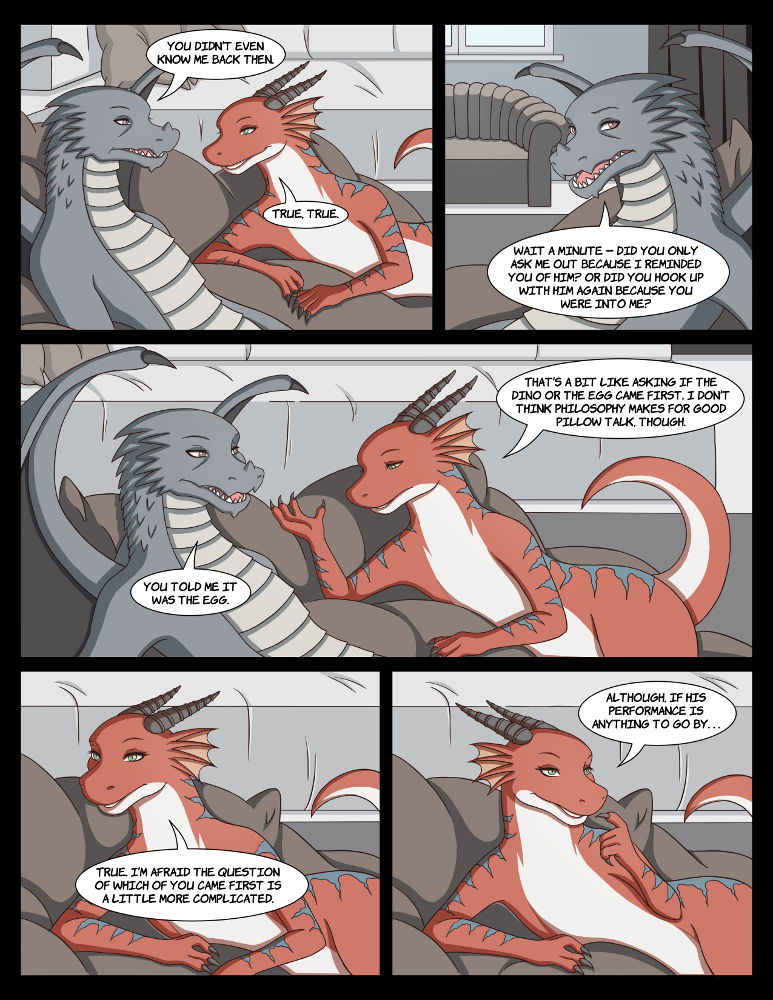 YOU DIDN'T EVEN
KNOW ME BACK THEN.
TRUE, TRUE.
WAIT A MINUTE – DID YOU ONLY
ASK ME OUT BECAUSE I REMINDED
YOU OF HIM? OR DID YOU HOOK UP
WITH HIM AGAIN BECAUSE YOU
WERE INTO ME?
THAT'S A BIT LIKE ASKING IF THE
DINO OR THE EGG CAME FIRST. I DON'T
THINK PHILOSOPHY MAKES FOR GOOD
PILLOW TALK, THOUGH.
YOU TOLD ME IT
WAS THE EGG.
TRUE. I'M AFRAID THE QUESTION
OF WHICH OF YOU CAME FIRST IS
A LITTLE MORE COMPLICATED.
ALTHOUGH, IF HIS
PERFORMANCE IS
ANYTHING TO GO BY...